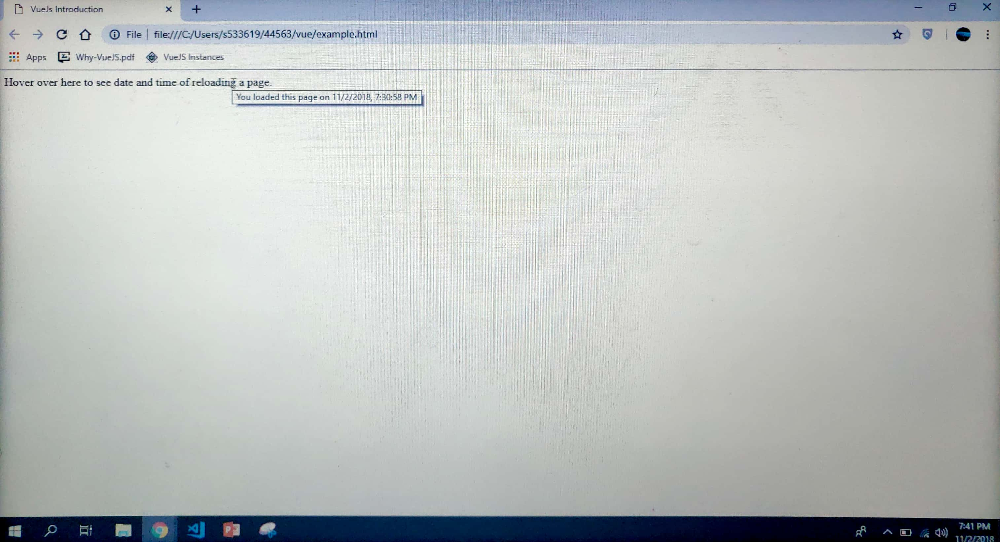 VueJs Introduction
File | file:///C:/Users/s533619/44563/vue/example.html
Apps Why-VueJS.pdf VueJS Instances
Hover over here to see date and time of reloading a page.
You loaded this page on 11/2/2018, 7:30:58 PM
7:41 PM
11/2/2018